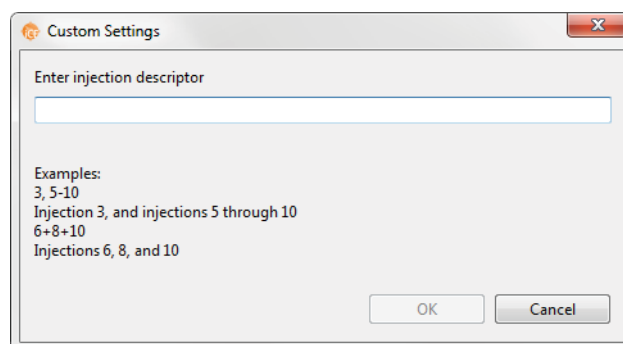 Custom Settings
Enter injection descriptor
Examples:
3, 5-10
Injection 3, and injections 5 through 10
6+8+10
Injections 6, 8, and 10
OK
Cancel